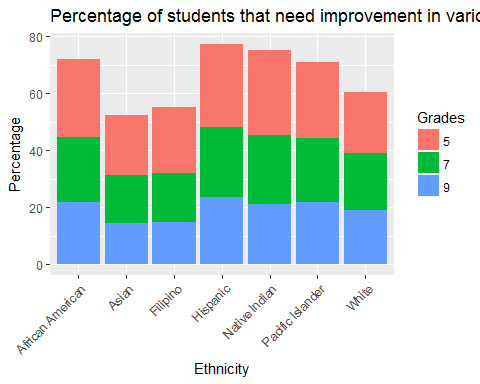 Percentage of students that need improvement in
80
60
40
20
0
Percentage
African American
Asian
Filipino
Hispanic
Native Indian
Pacific Islander
White
Ethnicity
Grades
5
7
9